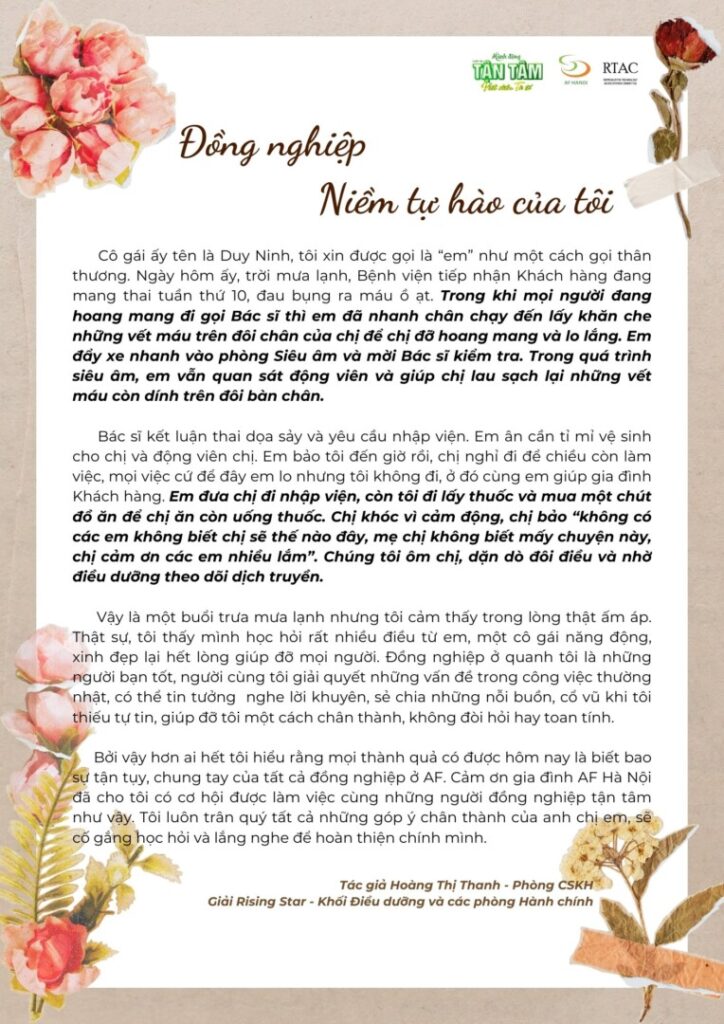 Hành động
TẬN TÂM
AF HANOI
RTAC
Đồng nghiệp
Niềm tự hào của tôi
Cô gái ấy tên là Duy Ninh, tôi xin được gọi là “em” như một cách gọi thân
thương. Ngày hôm ấy, trời mưa lạnh, Bệnh viện tiếp nhận Khách hàng đang
mang thai tuần thứ 10, đau bụng ra máu ồ ạt. Trong khi mọi người đang
hoang mang đi gọi Bác sĩ thì em đã nhanh chân chạy đến lấy khăn che
những vết máu trên đôi chân của chị để chị đỡ hoang mang và lo lắng. Em
đẩy xe nhanh vào phòng Siêu âm và mời Bác sĩ kiểm tra. Trong quá trình
siêu âm, em vẫn quan sát động viên và giúp chị lau sạch lại những vết
máu còn dính trên đôi bàn chân.
Bác sĩ kết luận thai dọa sảy và yêu cầu nhập viện. Em ân cần tỉ mỉ vệ sinh
cho chị và động viên chị. Em bảo tôi đến giờ rồi, chị nghỉ đi để chiều còn làm
việc, mọi việc cứ để đây em lo nhưng tôi không đi, ở đó cùng em giúp gia đình
Khách hàng. Em đưa chị đi nhập viện, còn tôi đi lấy thuốc và mua một chút
đồ ăn để chị ăn còn uống thuốc. Chị khóc vì cảm động, chị bảo “không có
các em không biết chị sẽ thế nào đây, mẹ chị không biết mấy chuyện này,
chị cảm ơn các em nhiều lắm”. Chúng tôi ôm chị, dặn dò đôi điều và nhờ
điều dưỡng theo dõi dịch truyền.
Vậy là một buổi trưa mưa lạnh nhưng tôi cảm thấy trong lòng thật ấm áp.
Thật sự, tôi thấy mình học hỏi rất nhiều điều từ em, một cô gái năng động,
xinh đẹp lại hết lòng giúp đỡ mọi người. Đồng nghiệp ở quanh tôi là những
người bạn tốt, người cùng tôi giải quyết những vấn đề trong công việc thường
nhật, có thể tin tưởng nghe lời khuyên, sẻ chia những nỗi buồn, cổ vũ khi tôi
thiếu tự tin, giúp đỡ tôi một cách chân thành, không đòi hỏi hay toan tính.
Bởi vậy hơn ai hết tôi hiểu rằng mọi thành quả có được hôm nay là biết bao
sự tận tụy, chung tay của tất cả đồng nghiệp ở AF. Cảm ơn gia đình AF Hà Nội
đã cho tôi có cơ hội được làm việc cùng những người đồng nghiệp tận tâm
như vậy. Tôi luôn trân quý tất cả những góp ý chân thành của anh chị em, sẽ
cố gắng học hỏi và lắng nghe để hoàn thiện chính mình.
Tác giả Hoàng Thị Thanh - Phòng CSKH
Giải Rising Star - Khối Điều dưỡng và các phòng Hành chính